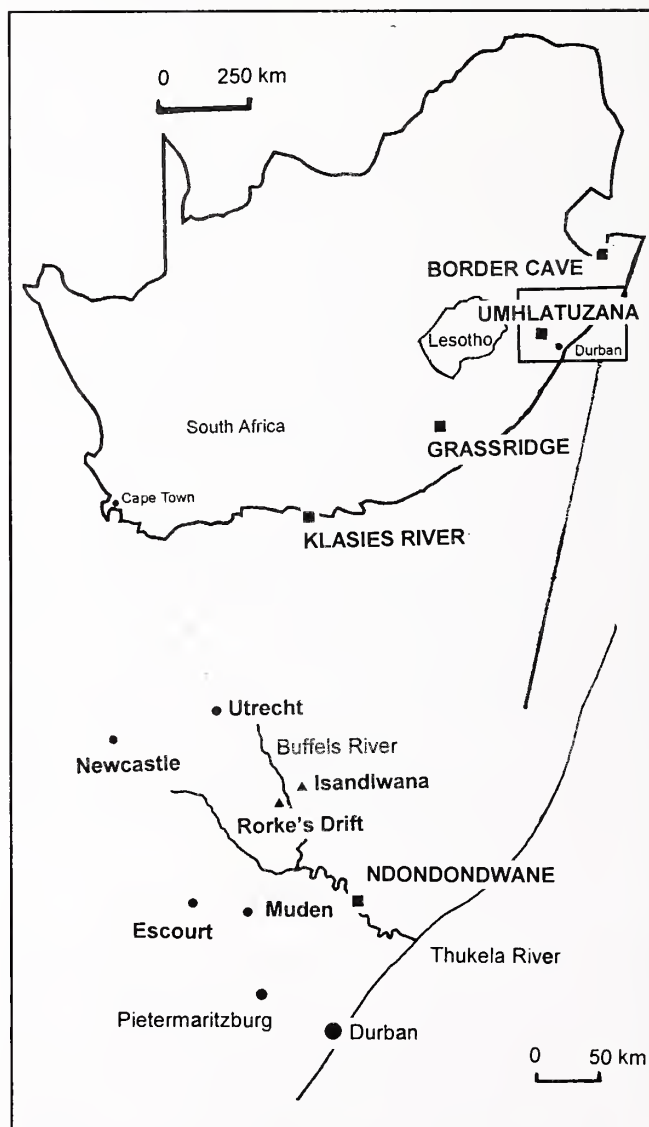 0 250 km
BORDER CAVE
UMHLATUZANA
Lesotho
Durban
South Africa
GRASSRIDGE
Cape Town
KLASIES RIVER
Utrecht
Buffels River
Newcastle
Isandlwana
Rorke's Drift
NDONDONDWANE
Muden
Escourt
Thukela River
Pietermaritzburg
Durban
0 50 km